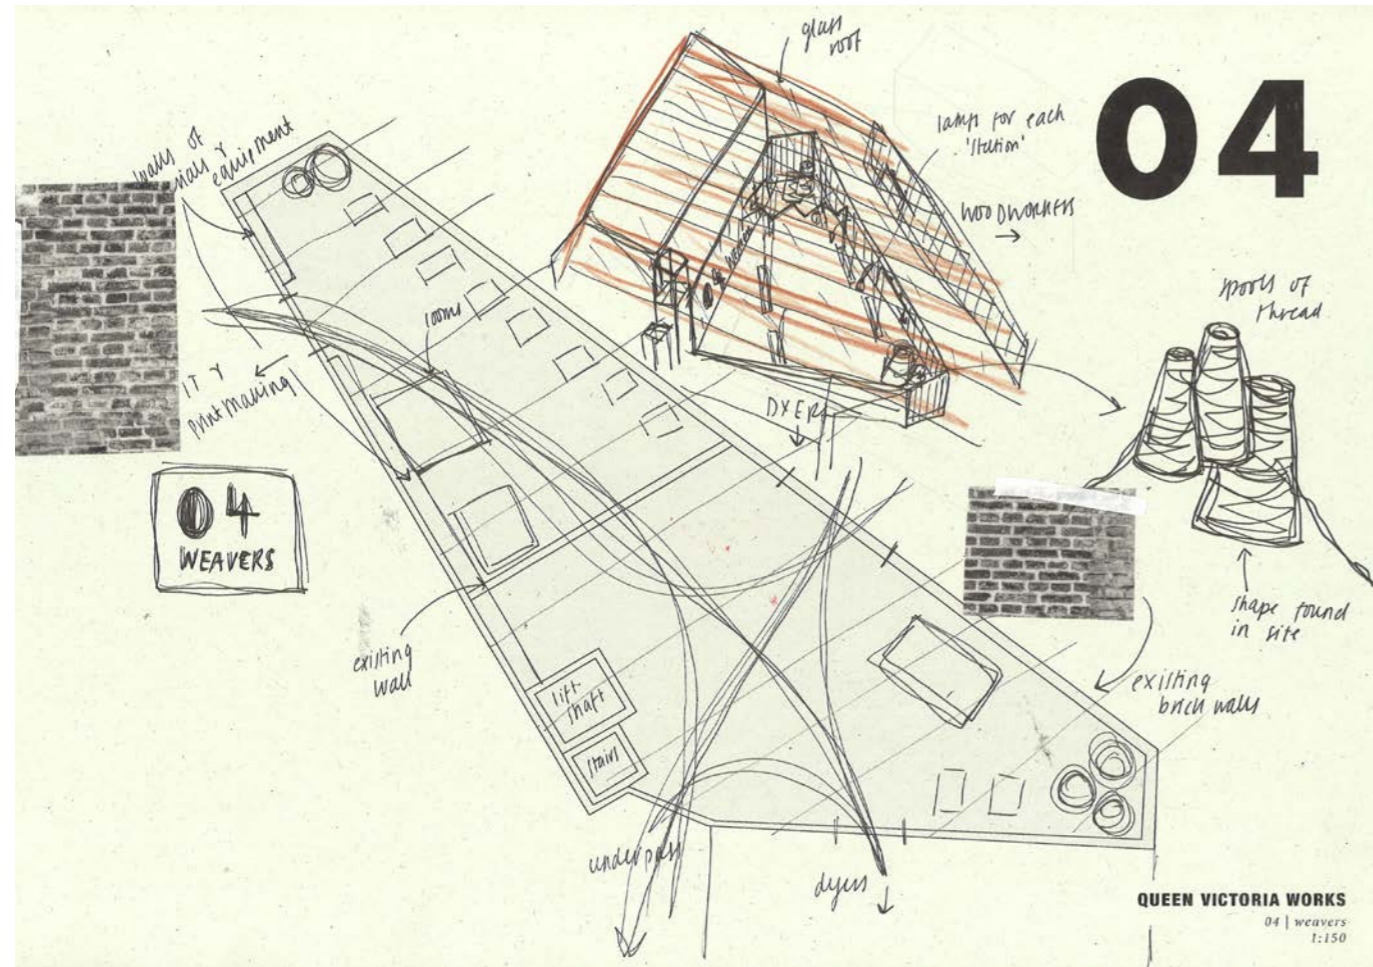 glass
roof
04
lamps for each
'station'
WOODWORKERS
walls of
equipment
spools of
thread
looms
IT &
printmaking
DYERS
04
WEAVERS
existing
wall
lift
shaft
stairs
shape found
in site
existing
brick walls
underpass
dyers
QUEEN VICTORIA WORKS
04 | weavers
1:150